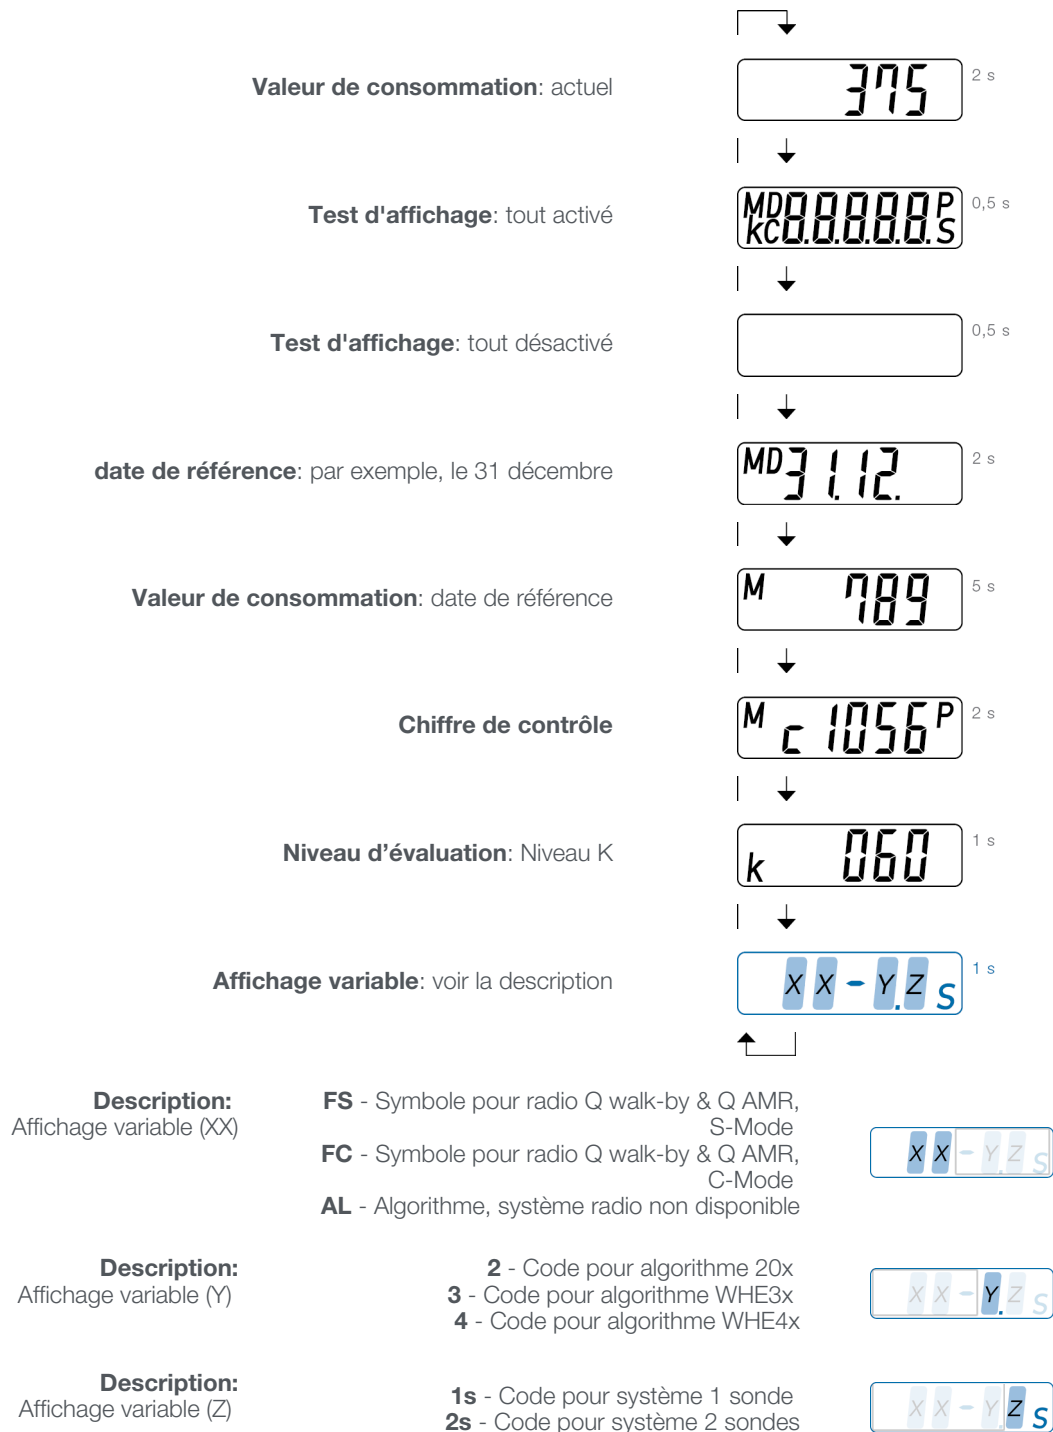 Valeur de consommation: actuel
375
2 s
Test d'affichage: tout activé
MD kC 8.8.8.8.8. P S
0,5 s
Test d'affichage: tout désactivé
0,5 s
date de référence: par exemple, le 31 décembre
MD 31.12.
2 s
Valeur de consommation: date de référence
M 789
5 s
Chiffre de contrôle
M c 1056 P
2 s
Niveau d’évaluation: Niveau K
k 060
1 s
Affichage variable: voir la description
XX-Y.Z S
1 s
Description:
Affichage variable (XX)
FS - Symbole pour radio Q walk-by & Q AMR,
S-Mode
FC - Symbole pour radio Q walk-by & Q AMR,
C-Mode
AL - Algorithme, système radio non disponible
XX-Y.Z S
Description:
Affichage variable (Y)
2 - Code pour algorithme 20x
3 - Code pour algorithme WHE3x
4 - Code pour algorithme WHE4x
XX-Y.Z S
Description:
Affichage variable (Z)
1s - Code pour système 1 sonde
2s - Code pour système 2 sondes
XX-Y.Z S